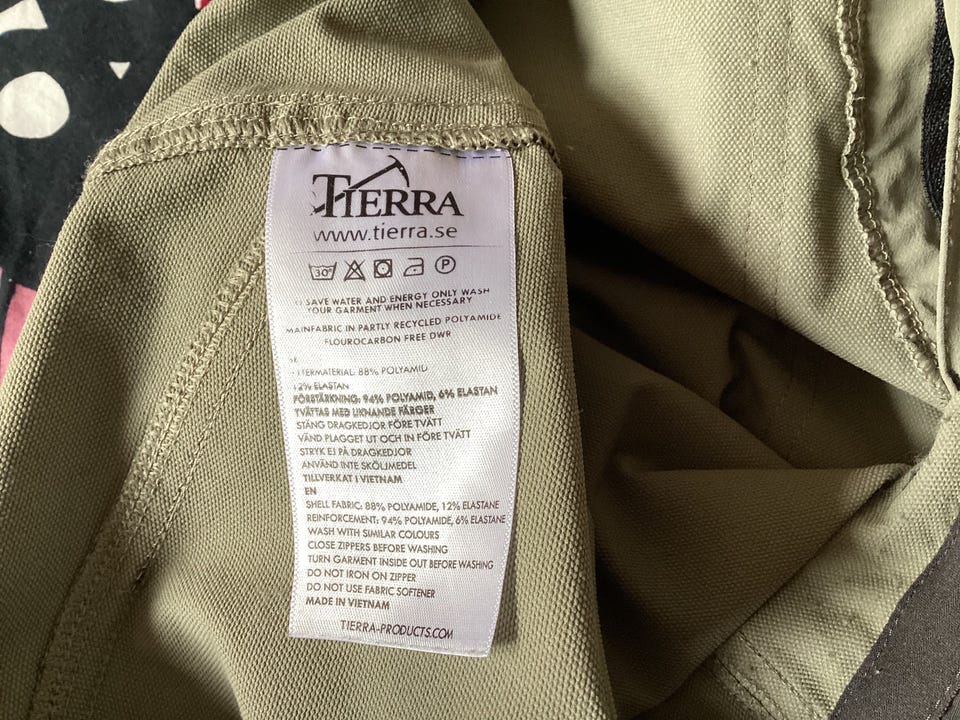 TIERRA
www.tierra.se
30°
P
SAVE WATER AND ENERGY ONLY WASH
YOUR GARMENT WHEN NECESSARY
MAINFABRIC IN PARTLY RECYCLED POLYAMIDE
FLOUROCARBON FREE DWR
88% POLYAMID
12% ELASTAN
FÖRSTÄRKNING: 94% POLYAMID, 6% ELASTAN
TVÄTTAS MED LIKNANDE FÄRGER
STÄNG DRAGKEDJOR FÖRE TVÄTT
VÄND PLAGGET UT OCH IN FÖRE TVÄTT
STRYK EJ PÅ DRAGKEDJOR
ANVÄND INTE SKÖLJMEDEL
TILLVERKAT I VIETNAM
EN
SHELL FABRIC: 88% POLYAMIDE, 12% ELASTANE
REINFORCEMENT: 94% POLYAMIDE, 6% ELASTANE
WASH WITH SIMILAR COLOURS
CLOSE ZIPPERS BEFORE WASHING
TURN GARMENT INSIDE OUT BEFORE WASHING
DO NOT IRON ON ZIPPER
DO NOT USE FABRIC SOFTENER
MADE IN VIETNAM
TIERRA-PRODUCTS.COM